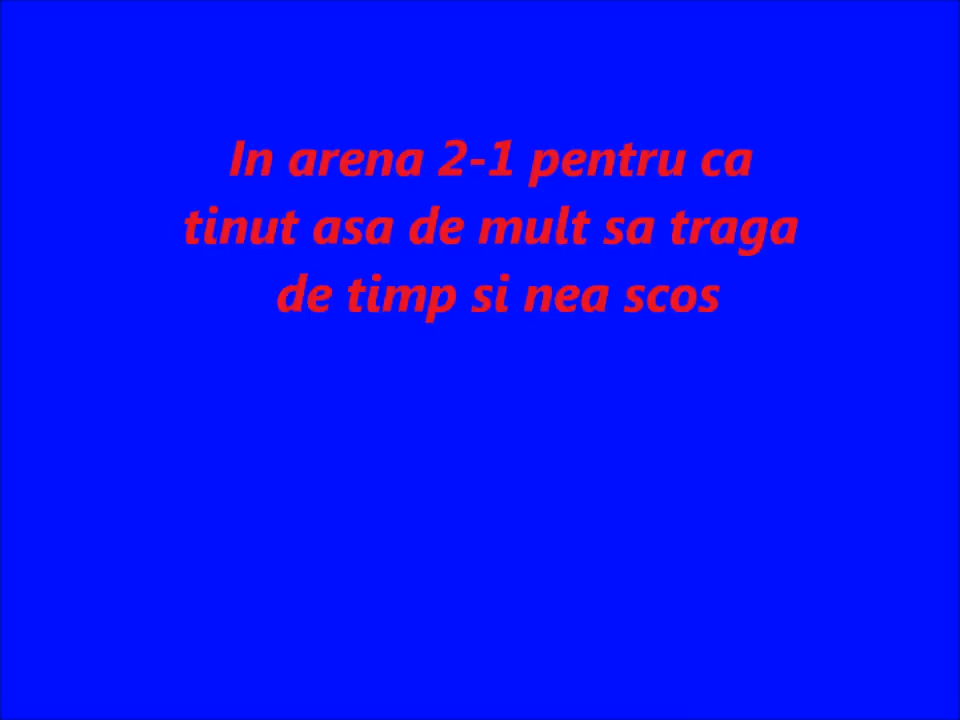 In arena 2-1 pentru ca
tinut asa de mult sa traga
de timp si nea scos